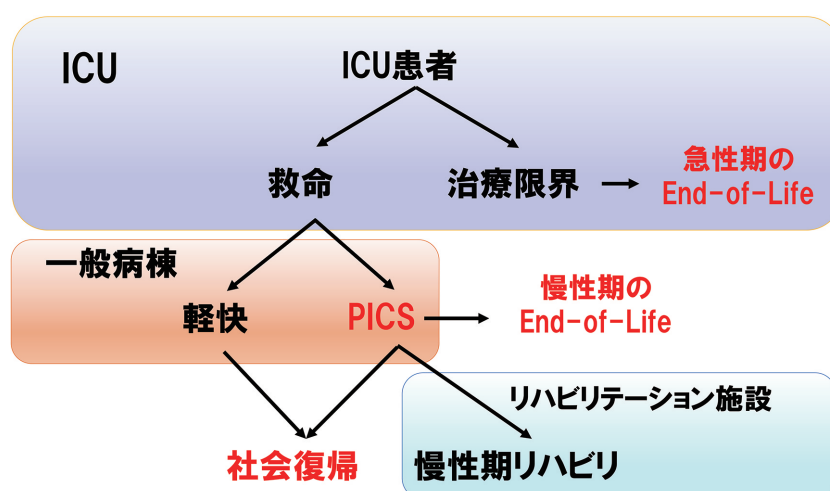 ICU
ICU患者
救命
治療限界
急性期の
End-of-Life
一般病棟
軽快
PICS
慢性期の
End-of-Life
リハビリテーション施設
社会復帰
慢性期リハビリ